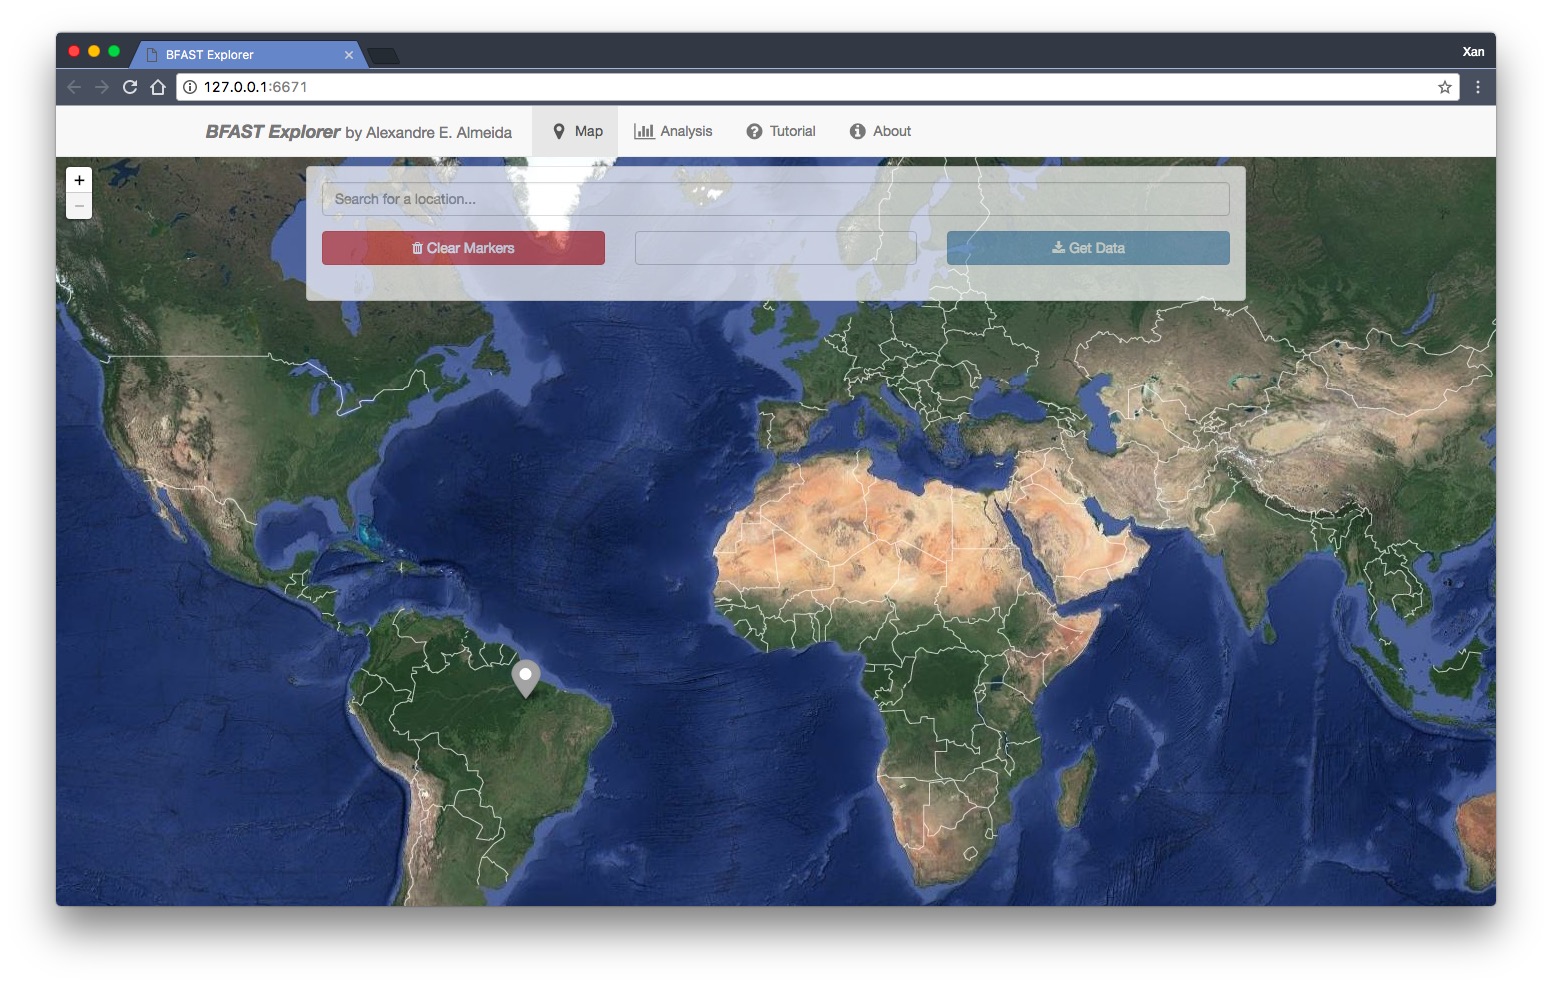 BFAST Explorer
Xan
127.0.0.1:6671
BFAST Explorer by Alexandre E. Almeida
Map
Analysis
Tutorial
About
+
−
Search for a location...
Clear Markers
Get Data